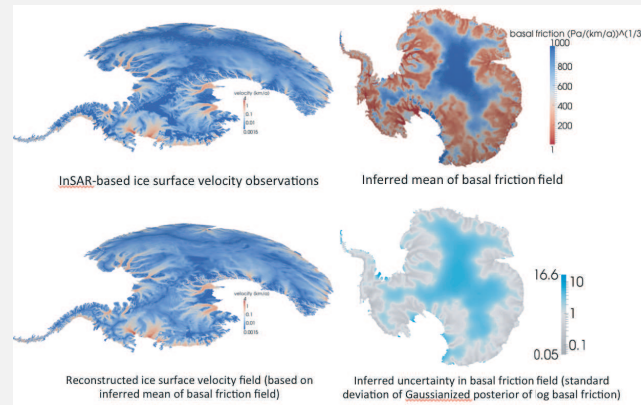 velocity (km/a)
1
0.1
0.01
0.0015
InSAR-based ice surface velocity observations
basal friction (Pa/(km/a))^(1/3
1000
800
600
400
200
1
Inferred mean of basal friction field
velocity (km/a)
1
0.1
0.01
0.0015
Reconstructed ice surface velocity field (based on
inferred mean of basal friction field)
16.6
10
1
0.1
0.05
Inferred uncertainty in basal friction field (standard
deviation of Gaussianized posterior of log basal friction)